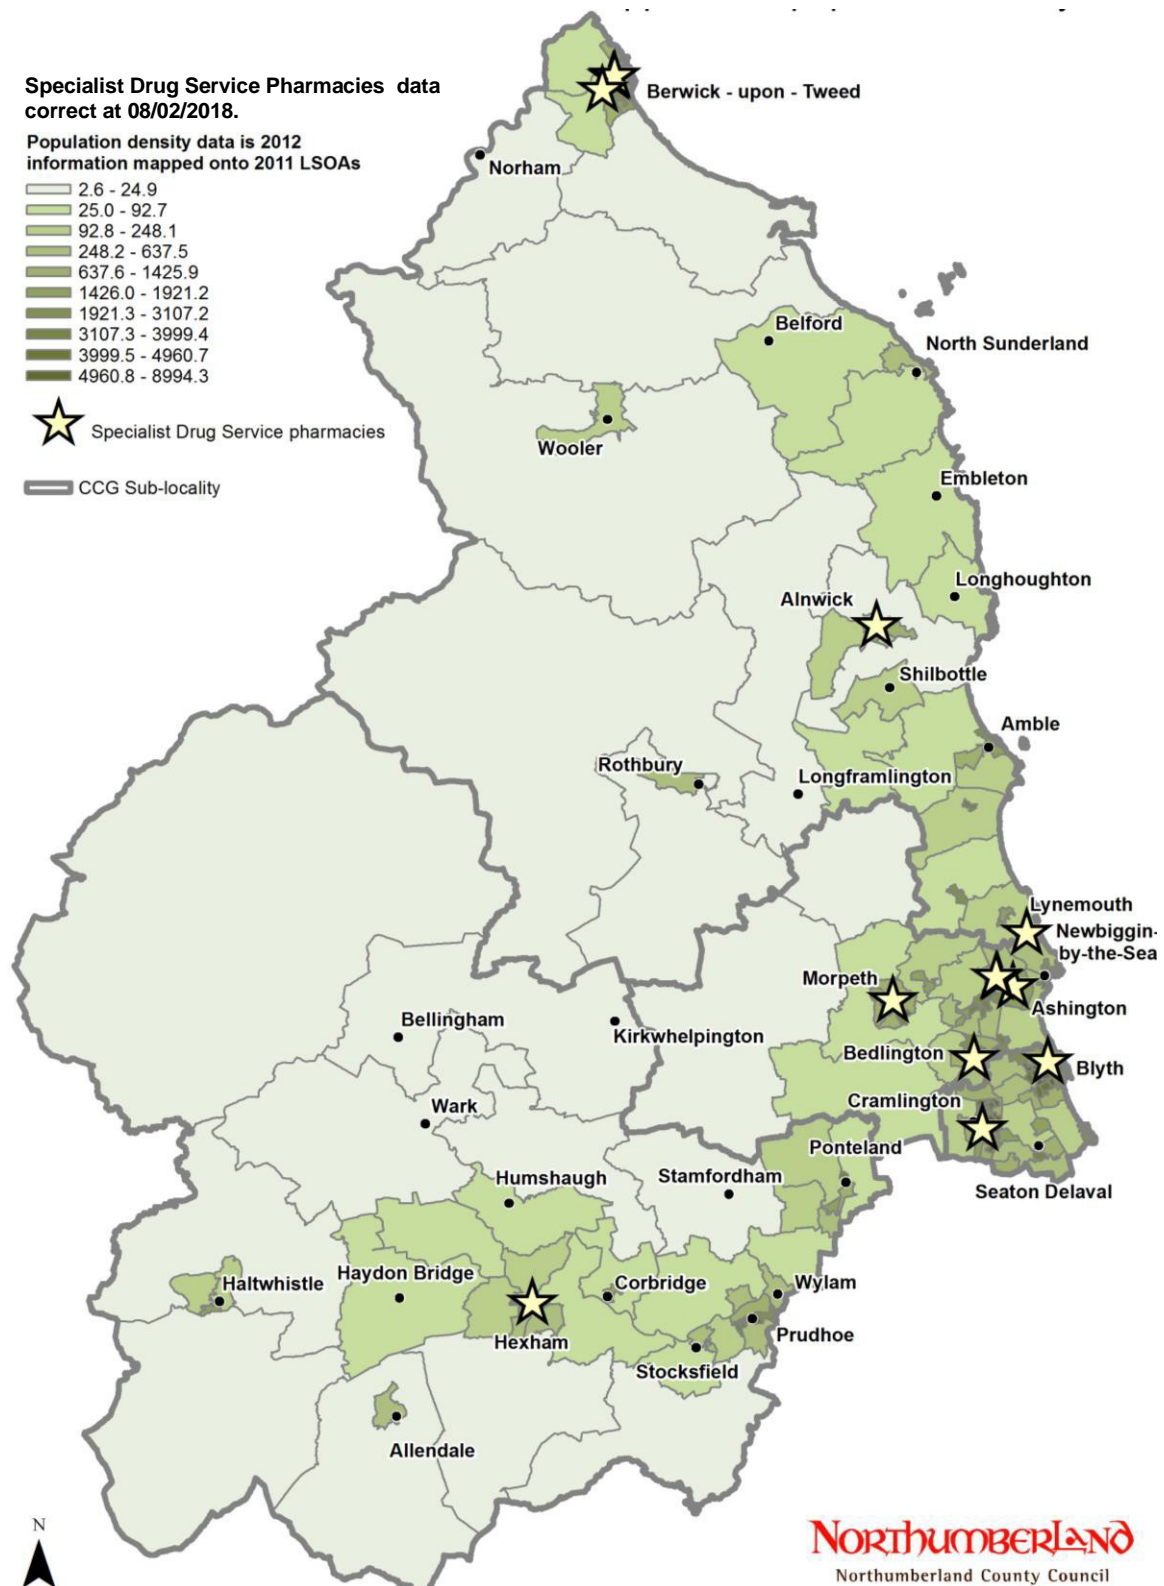 Specialist Drug Service Pharmacies data
correct at 08/02/2018.
Population density data is 2012
information mapped onto 2011 LSOAs
2.6 - 24.9
25.0 - 92.7
92.8 - 248.1
248.2 - 637.5
637.6 - 1425.9
1426.0 - 1921.2
1921.3 - 3107.2
3107.3 - 3999.4
3999.5 - 4960.7
4960.8 - 8994.3
Specialist Drug Service pharmacies
CCG Sub-locality
Berwick - upon - Tweed
Norham
Belford
North Sunderland
Wooler
Embleton
Longhoughton
Alnwick
Shilbottle
Amble
Rothbury
Longframlington
Lynemouth
Newbiggin-
by-the-Sea
Morpeth
Ashington
Bellingham
Kirkwhelpington
Bedlington
Blyth
Cramlington
Wark
Ponteland
Humshaugh
Stamfordham
Seaton Delaval
Haltwhistle
Haydon Bridge
Corbridge
Wylam
Prudhoe
Hexham
Stocksfield
Allendale
N
Northumberland
Northumberland County Council